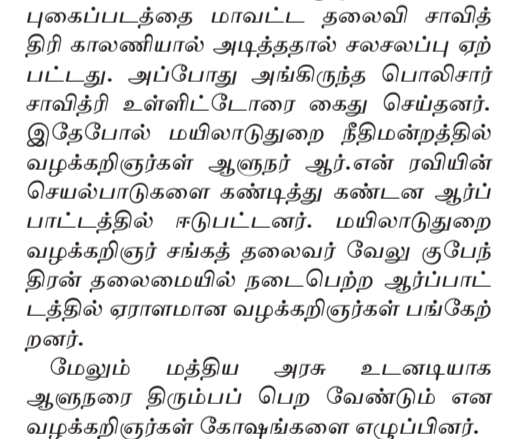 புகைப்படத்தை மாவட்ட தலைவி சாவித்
திரி காலணியால் அடித்ததால் சலசலப்பு ஏற்
பட்டது. அப்போது அங்கிருந்த பொலிசார்
சாவித்ரி உள்ளிட்டோரை கைது செய்தனர்.
இதேபோல் மயிலாடுதுறை நீதிமன்றத்தில்
வழக்கறிஞர்கள் ஆளுநர் ஆர்.என் ரவியின்
செயல்பாடுகளை கண்டித்து கண்டன ஆர்ப்
பாட்டத்தில் ஈடுபட்டனர். மயிலாடுதுறை
வழக்கறிஞர் சங்கத் தலைவர் வேலு குபேந்
திரன் தலைமையில் நடைபெற்ற ஆர்ப்பாட்
டத்தில் ஏராளமான வழக்கறிஞர்கள் பங்கேற்
றனர்.
மேலும் மத்திய அரசு உடனடியாக
ஆளுநரை திரும்பப் பெற வேண்டும் என
வழக்கறிஞர்கள் கோஷங்களை எழுப்பினர்.